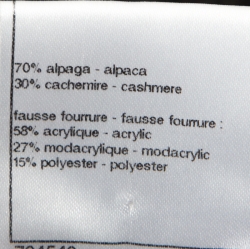 70% alpaga - alpaca
30% cachemire - cashmere
fausse fourrure - fausse fourrure :
58% acrylique - acrylic
27% modacrylique - modacrylic
15% polyester - polyester